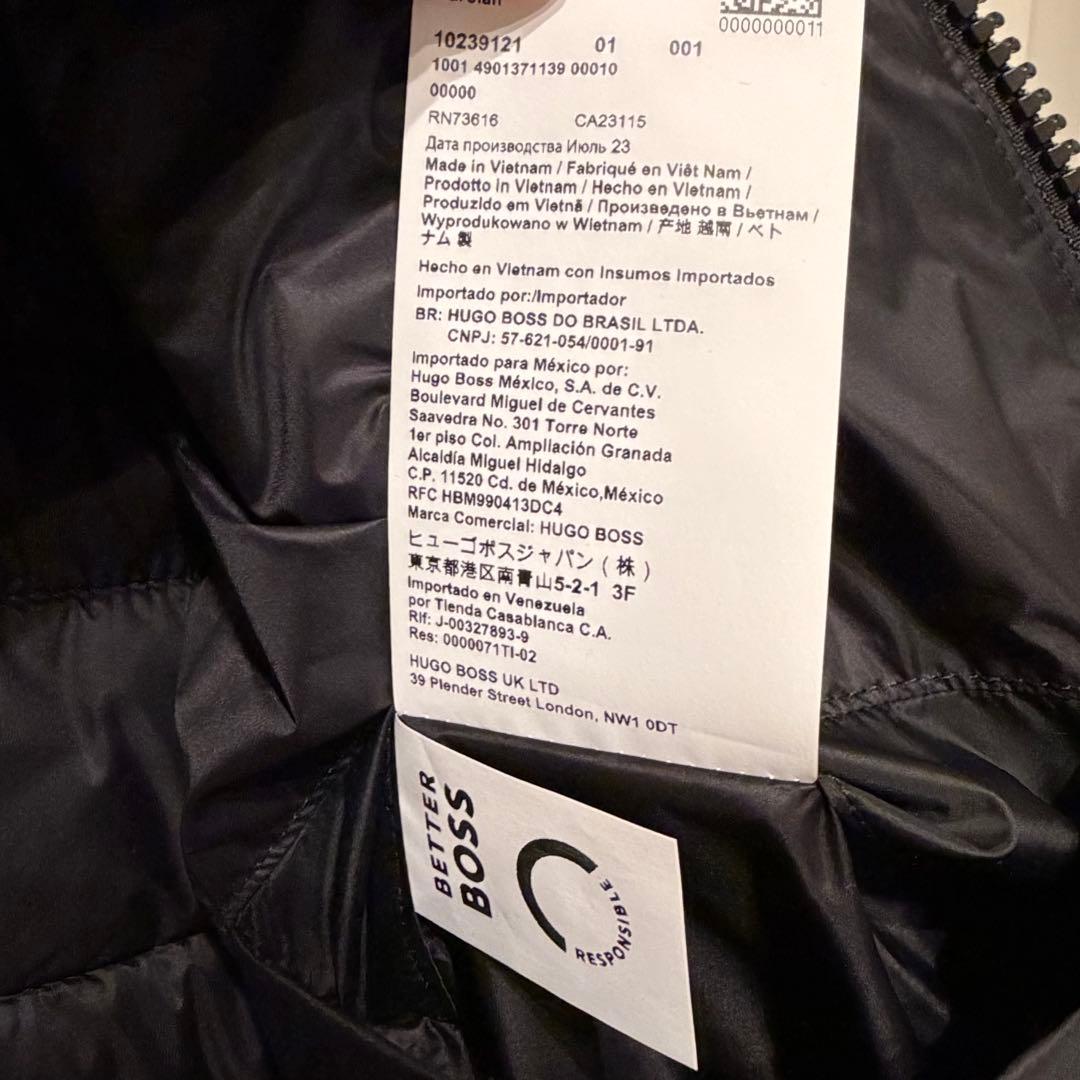 0000000011
10239121 01 001
1001 4901371139 00010
00000
RN73616 CA23115
Дата производства Июль 23
Made in Vietnam / Fabriqué en Viêt Nam /
Prodotto in Vietnam / Hecho en Vietnam /
Produzido em Vietnã / Произведено в Вьетнам /
Wyprodukowano w Wietnam / 产地 越南 / ベト
ナム 製
Hecho en Vietnam con Insumos Importados
Importado por:/Importador
BR: HUGO BOSS DO BRASIL LTDA.
CNPJ: 57-621-054/0001-91
Importado para México por:
Hugo Boss México, S.A. de C.V.
Boulevard Miguel de Cervantes
Saavedra No. 301 Torre Norte
1er piso Col. Ampliación Granada
Alcaldía Miguel Hidalgo
C.P. 11520 Cd. de México,México
RFC HBM990413DC4
Marca Comercial: HUGO BOSS
ヒューゴボスジャパン(株)
東京都港区南青山5-2-1 3F
Importado en Venezuela
por Tienda Casablanca C.A.
Rif: J-00327893-9
Res: 0000071TI-02
HUGO BOSS UK LTD
39 Plender Street London, NW1 0DT
BETTER
BOSS
RESPONSIBLE